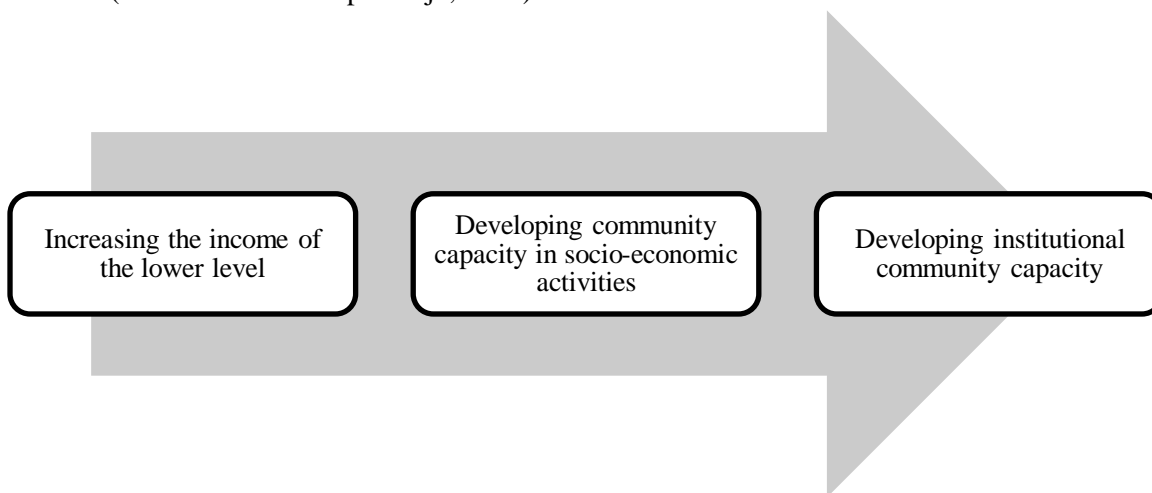 Increasing the income of
the lower level
Developing community
capacity in socio-economic
activities
Developing institutional
community capacity